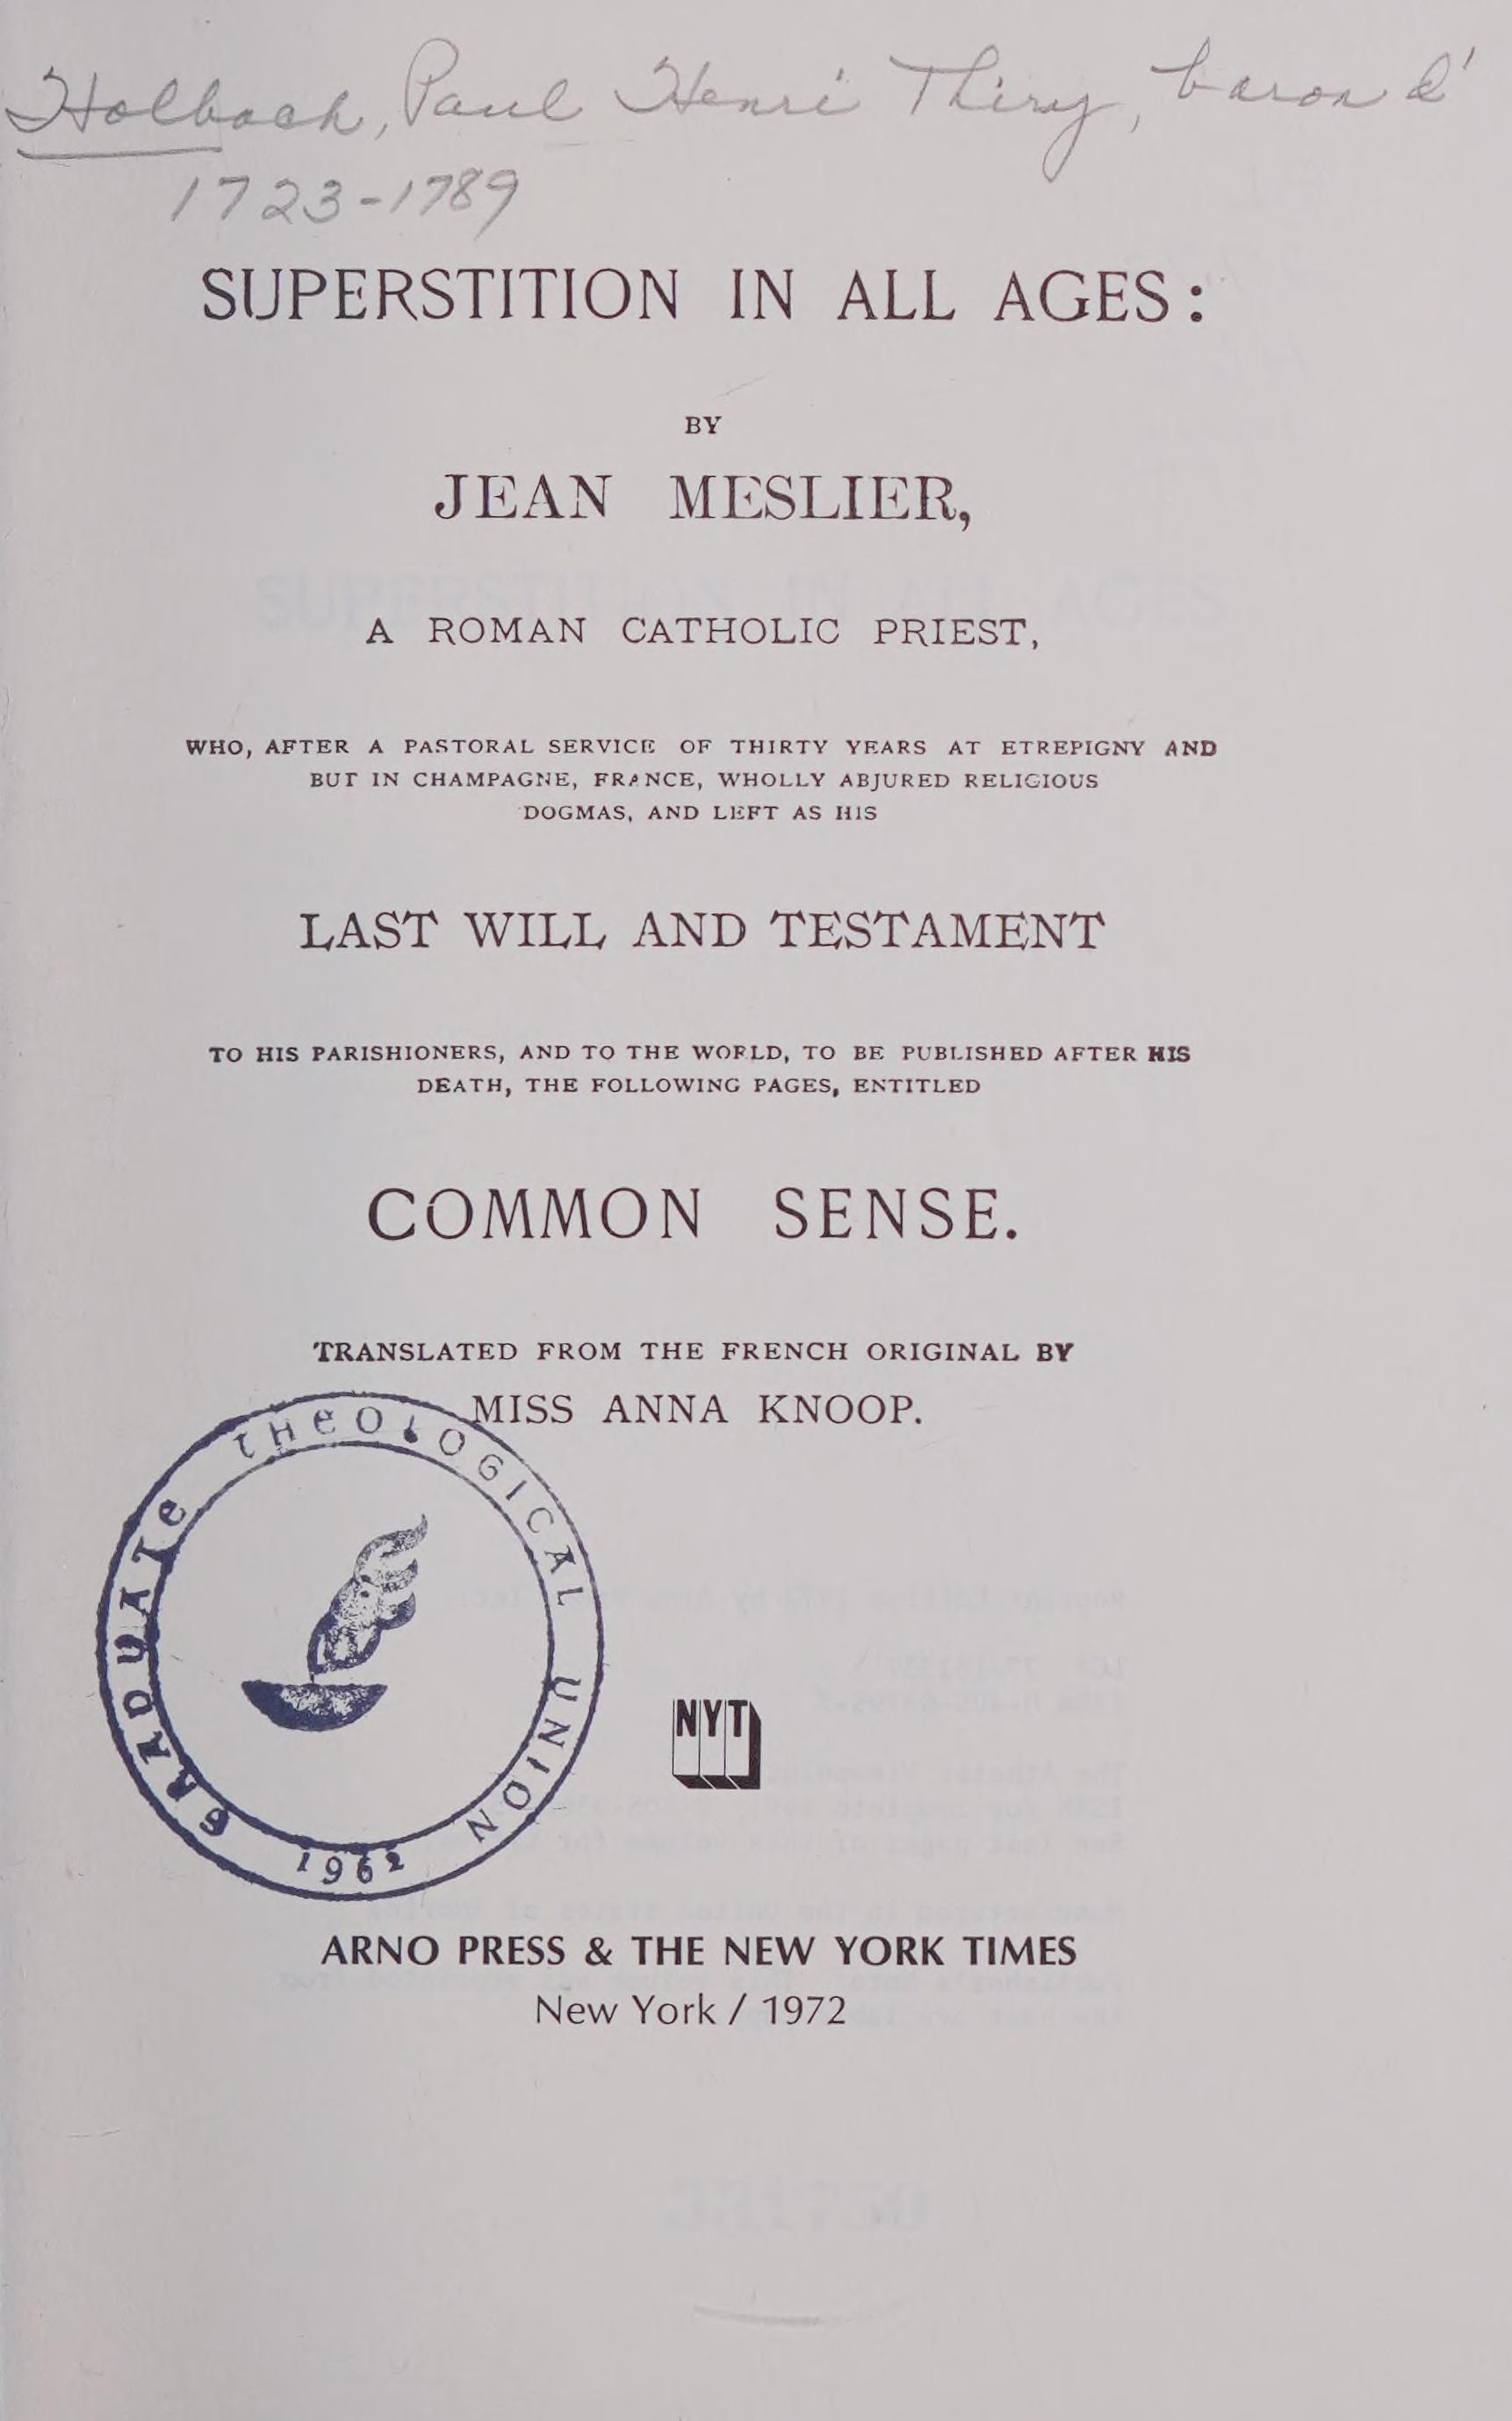 Holbach, Paul Henri Thiry, baron d'
1723-1789
SUPERSTITION IN ALL AGES:
BY
JEAN MESLIER,
A ROMAN CATHOLIC PRIEST,
WHO, AFTER A PASTORAL SERVICE OF THIRTY YEARS AT ETREPIGNY AND
BUT IN CHAMPAGNE, FRANCE, WHOLLY ABJURED RELIGIOUS
DOGMAS, AND LEFT AS HIS
LAST WILL AND TESTAMENT
TO HIS PARISHIONERS, AND TO THE WORLD, TO BE PUBLISHED AFTER HIS
DEATH, THE FOLLOWING PAGES, ENTITLED
COMMON SENSE.
TRANSLATED FROM THE FRENCH ORIGINAL BY
MISS ANNA KNOOP.
GRADUATE THEOLOGICAL UNION
1962
NYT
ARNO PRESS & THE NEW YORK TIMES
New York / 1972